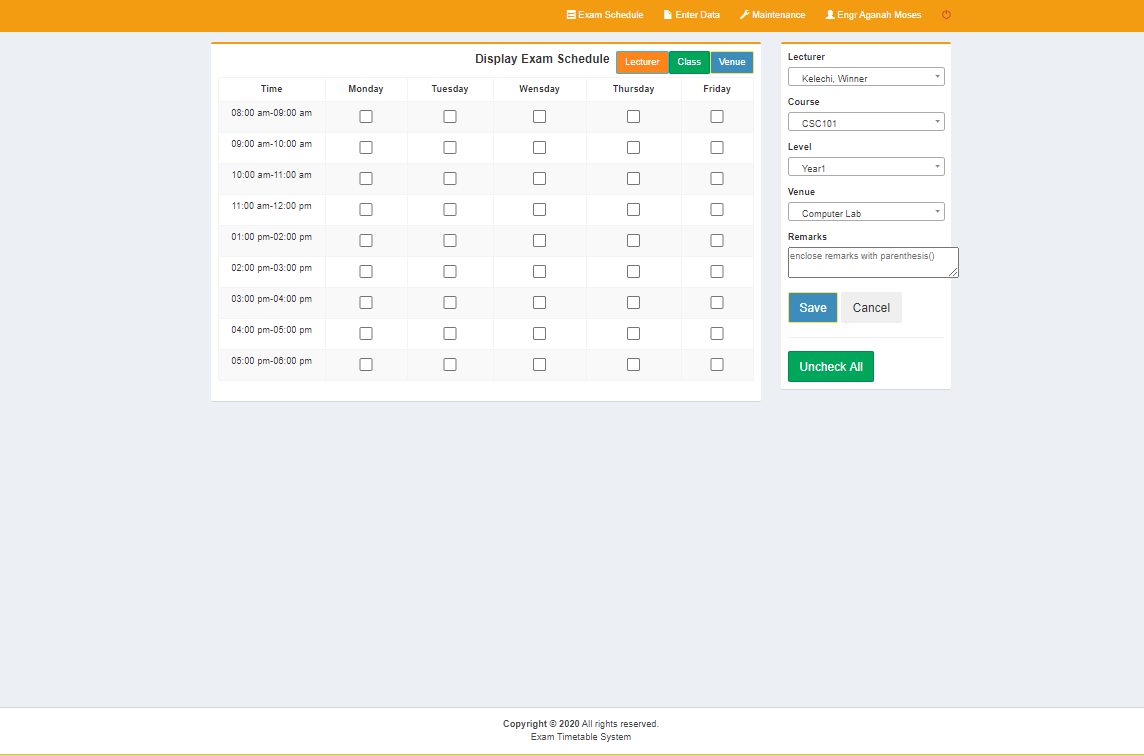 Exam Schedule Enter Data Maintenance Engr Aganah Moses
Display Exam Schedule Lecturer Class Venue
Time Monday Tuesday Wensday Thursday Friday
08:00 am-09:00 am
09:00 am-10:00 am
10:00 am-11:00 am
11:00 am-12:00 pm
01:00 pm-02:00 pm
02:00 pm-03:00 pm
03:00 pm-04:00 pm
04:00 pm-05:00 pm
05:00 pm-06:00 pm
Lecturer
Kelechi, Winner
Course
CSC101
Level
Year1
Venue
Computer Lab
Remarks
enclose remarks with parenthesis()
Save Cancel
Uncheck All
Copyright © 2020 All rights reserved.
Exam Timetable System